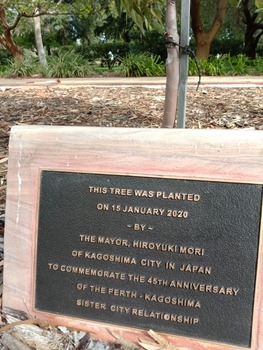 THIS TREE WAS PLANTED
ON 15 JANUARY 2020
~ BY ~
THE MAYOR, HIROYUKI MORI
OF KAGOSHIMA CITY IN JAPAN
TO COMMEMORATE THE 45TH ANNIVERSARY
OF THE PERTH - KAGOSHIMA
SISTER CITY RELATIONSHIP